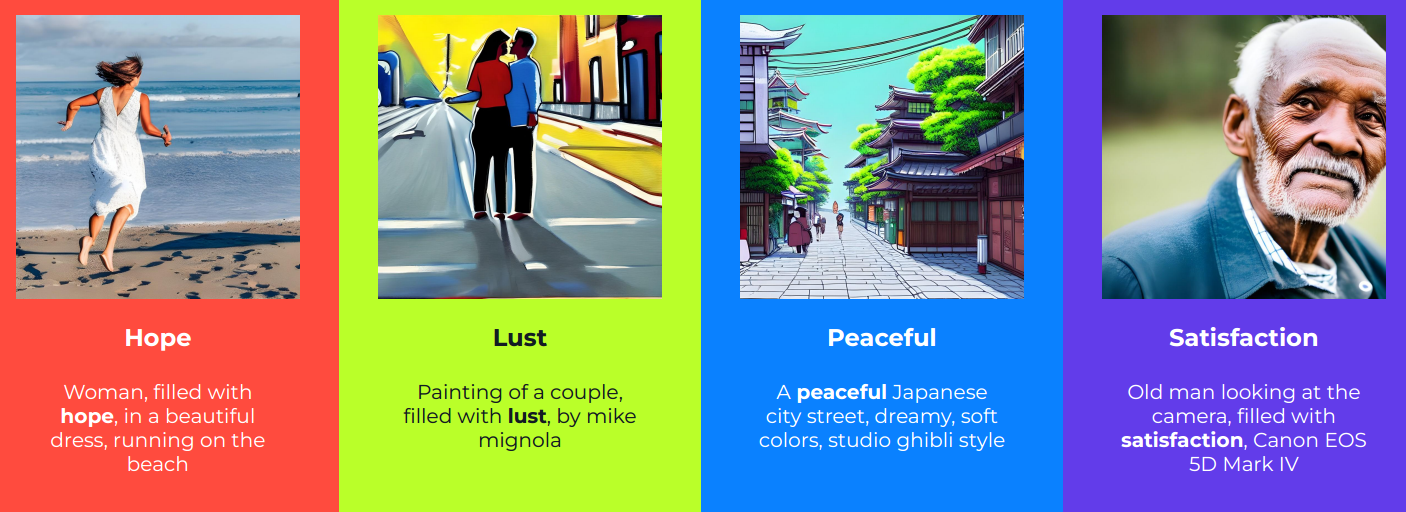 Hope
Woman, filled with
hope, in a beautiful
dress, running on the
beach
Lust
Painting of a couple,
filled with lust, by mike
mignola
Peaceful
A peaceful Japanese
city street, dreamy, soft
colors, studio ghibli style
Satisfaction
Old man looking at the
camera, filled with
satisfaction, Canon EOS
5D Mark IV